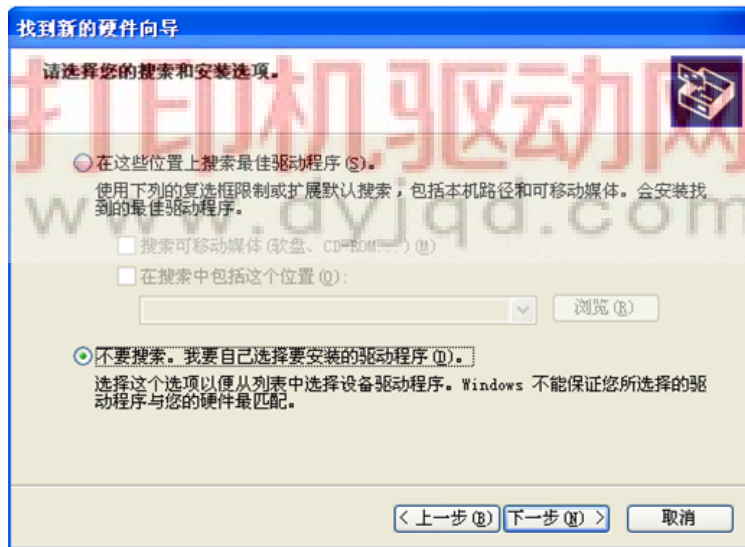 找到新的硬件向导
请选择您的搜索和安装选项。
打印机驱动网
在这些位置上搜索最佳驱动程序(S)。
使用下列的复选框限制或扩展默认搜索，包括本机路径和可移动媒体。会安装找
到的最佳驱动程序。
www.dyjqd.com
搜索可移动媒体(软盘、CD-ROM...)(M)
在搜索中包括这个位置(O):
浏览(R)
不要搜索。我要自己选择要安装的驱动程序(D)。
选择这个选项以便从列表中选择设备驱动程序。Windows 不能保证您所选择的驱
动程序与您的硬件最匹配。
< 上一步(B)
下一步(N) >
取消